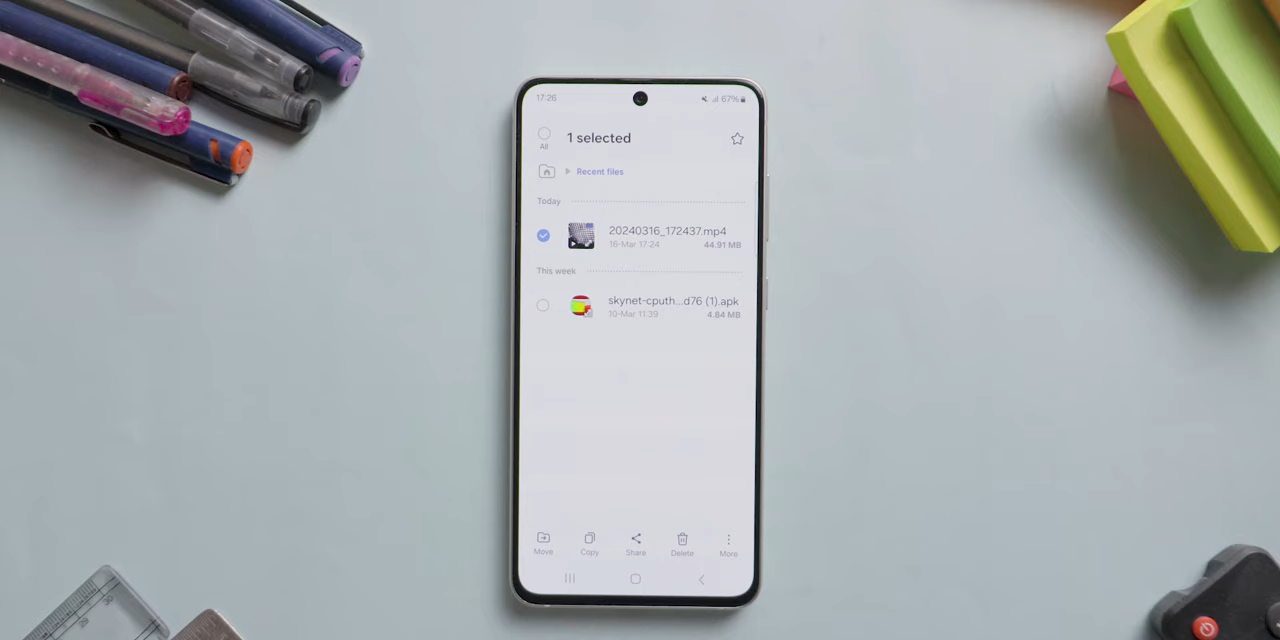 17:26
67%
1 selected
All
Recent files
Today
20240316_172437.mp4
16-Mar 17:24
44.91 MB
This week
skynet-cputh...d76 (1).apk
10-Mar 11:39
4.84 MB
Move
Copy
Share
Delete
More
30